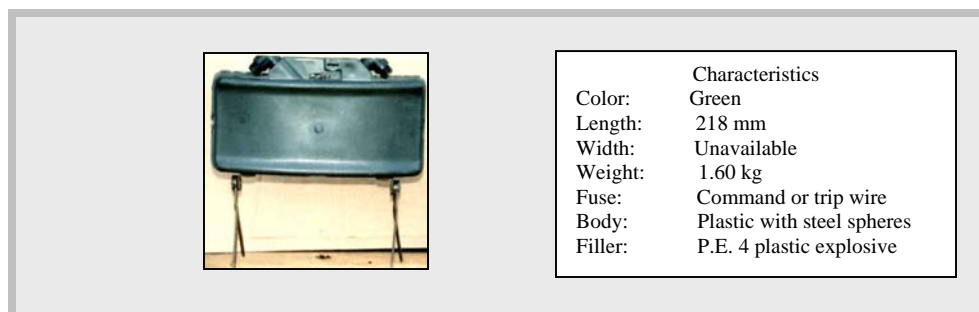 Characteristics
Color: Green
Length: 218 mm
Width: Unavailable
Weight: 1.60 kg
Fuse: Command or trip wire
Body: Plastic with steel spheres
Filler: P.E. 4 plastic explosive